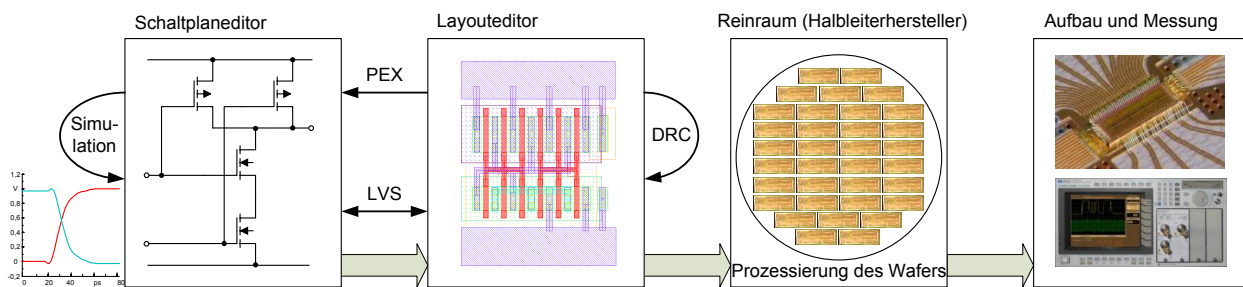 Schaltplaneditor
Layouteditor
Reinraum (Halbleiterhersteller)
Aufbau und Messung
PEX
Simu-
lation
DRC
LVS
1,2
V
0,8
0,6
0,4
0,2
0
-0,2
0
20
40
ps
80
Prozessierung des Wafers